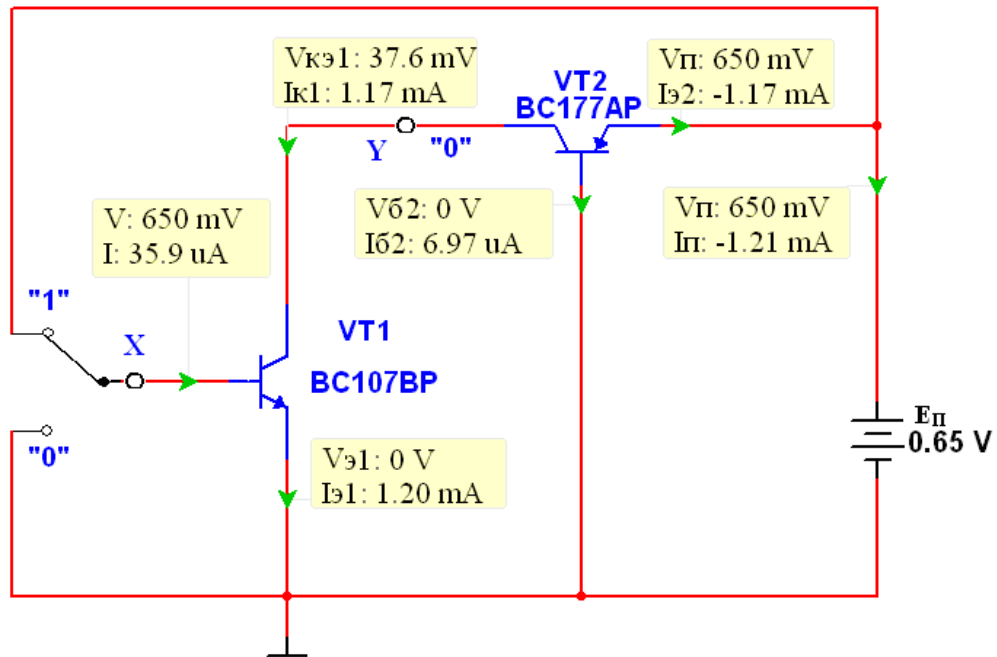 Vкэ1: 37.6 mV
Iк1: 1.17 mA
VT2
BC177AP
Vп: 650 mV
Iэ2: -1.17 mA
Y
"0"
V: 650 mV
I: 35.9 uA
Vб2: 0 V
Iб2: 6.97 uA
Vп: 650 mV
Iп: -1.21 mA
"1"
X
VT1
BC107BP
"0"
Vэ1: 0 V
Iэ1: 1.20 mA
Eп
0.65 V